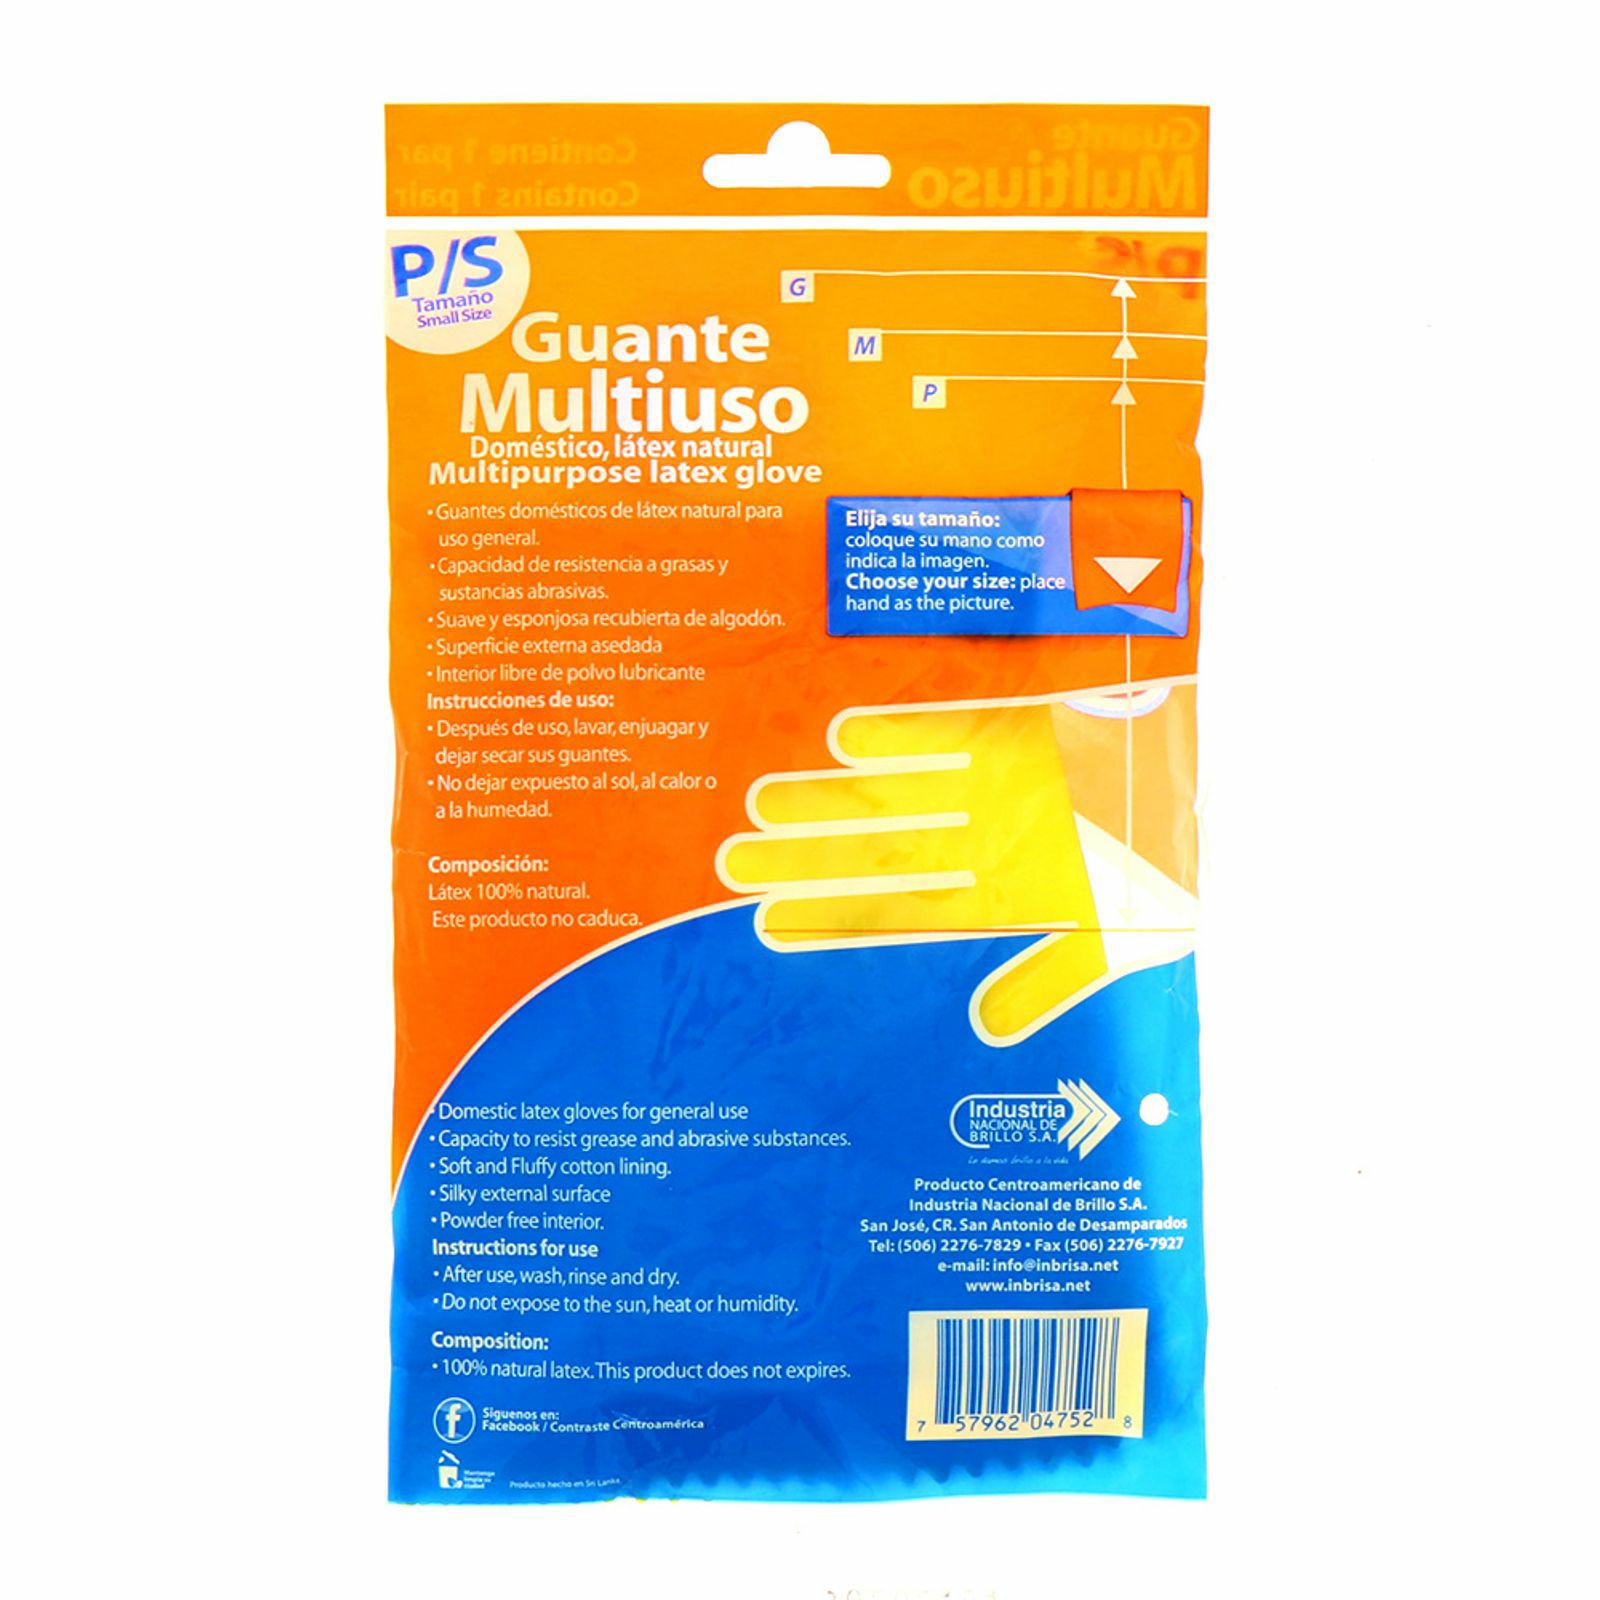 Contiene 1 par
Contains 1 pair
Guante
Multiuso
P/S
P/S
Tamaño
Small Size
G
M
P
Guante
Multiuso
Doméstico, látex natural
Multipurpose latex glove
• Guantes domésticos de látex natural para
uso general.
• Capacidad de resistencia a grasas y
sustancias abrasivas.
• Suave y esponjosa recubierta de algodón.
• Superficie externa asedada
• Interior libre de polvo lubricante
Instrucciones de uso:
• Después de uso, lavar, enjuagar y
dejar secar sus guantes.
• No dejar expuesto al sol, al calor o
a la humedad.
Composición:
Látex 100% natural.
Este producto no caduca.
Elija su tamaño:
coloque su mano como
indica la imagen.
Choose your size: place
hand as the picture.
• Domestic latex gloves for general use
• Capacity to resist grease and abrasive substances.
• Soft and Fluffy cotton lining.
• Silky external surface
• Powder free interior.
Instructions for use
• After use, wash, rinse and dry.
• Do not expose to the sun, heat or humidity.
Composition:
• 100% natural latex. This product does not expires.
f
Siguenos en:
Facebook / Contraste Centroamérica
Mantenga
limpia su
ciudad
Producto hecho en Sri Lanka
Industria
NACIONAL DE
BRILLO S.A.
Le damos brillo a la vida
Producto Centroamericano de
Industria Nacional de Brillo S.A.
San José, CR. San Antonio de Desamparados
Tel: (506) 2276-7829 • Fax (506) 2276-7927
e-mail: info@inbrisa.net
www.inbrisa.net
7 57962 04752 8